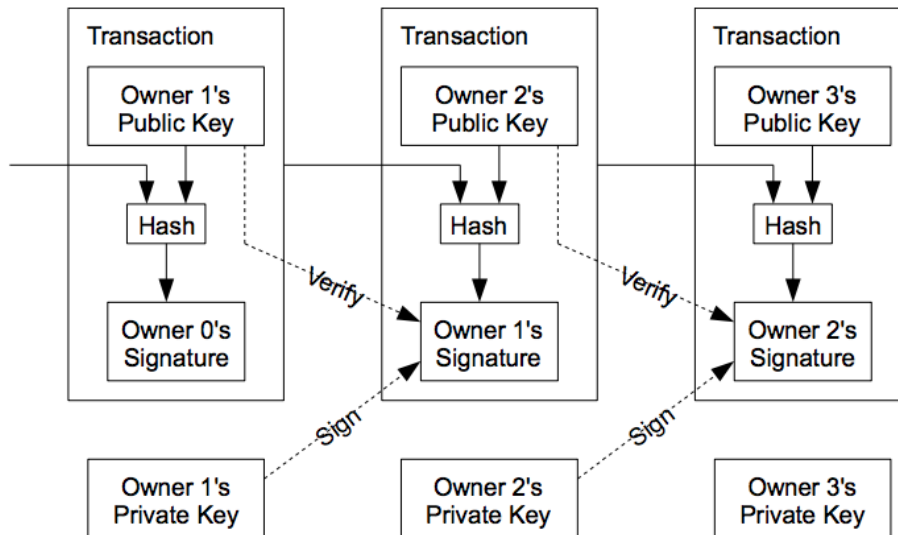 Transaction
Transaction
Transaction
Owner 1's
Public Key
Owner 2's
Public Key
Owner 3's
Public Key
Hash
Hash
Hash
Verify
Verify
Owner 0's
Signature
Owner 1's
Signature
Owner 2's
Signature
Sign
Sign
Owner 1's
Private Key
Owner 2's
Private Key
Owner 3's
Private Key